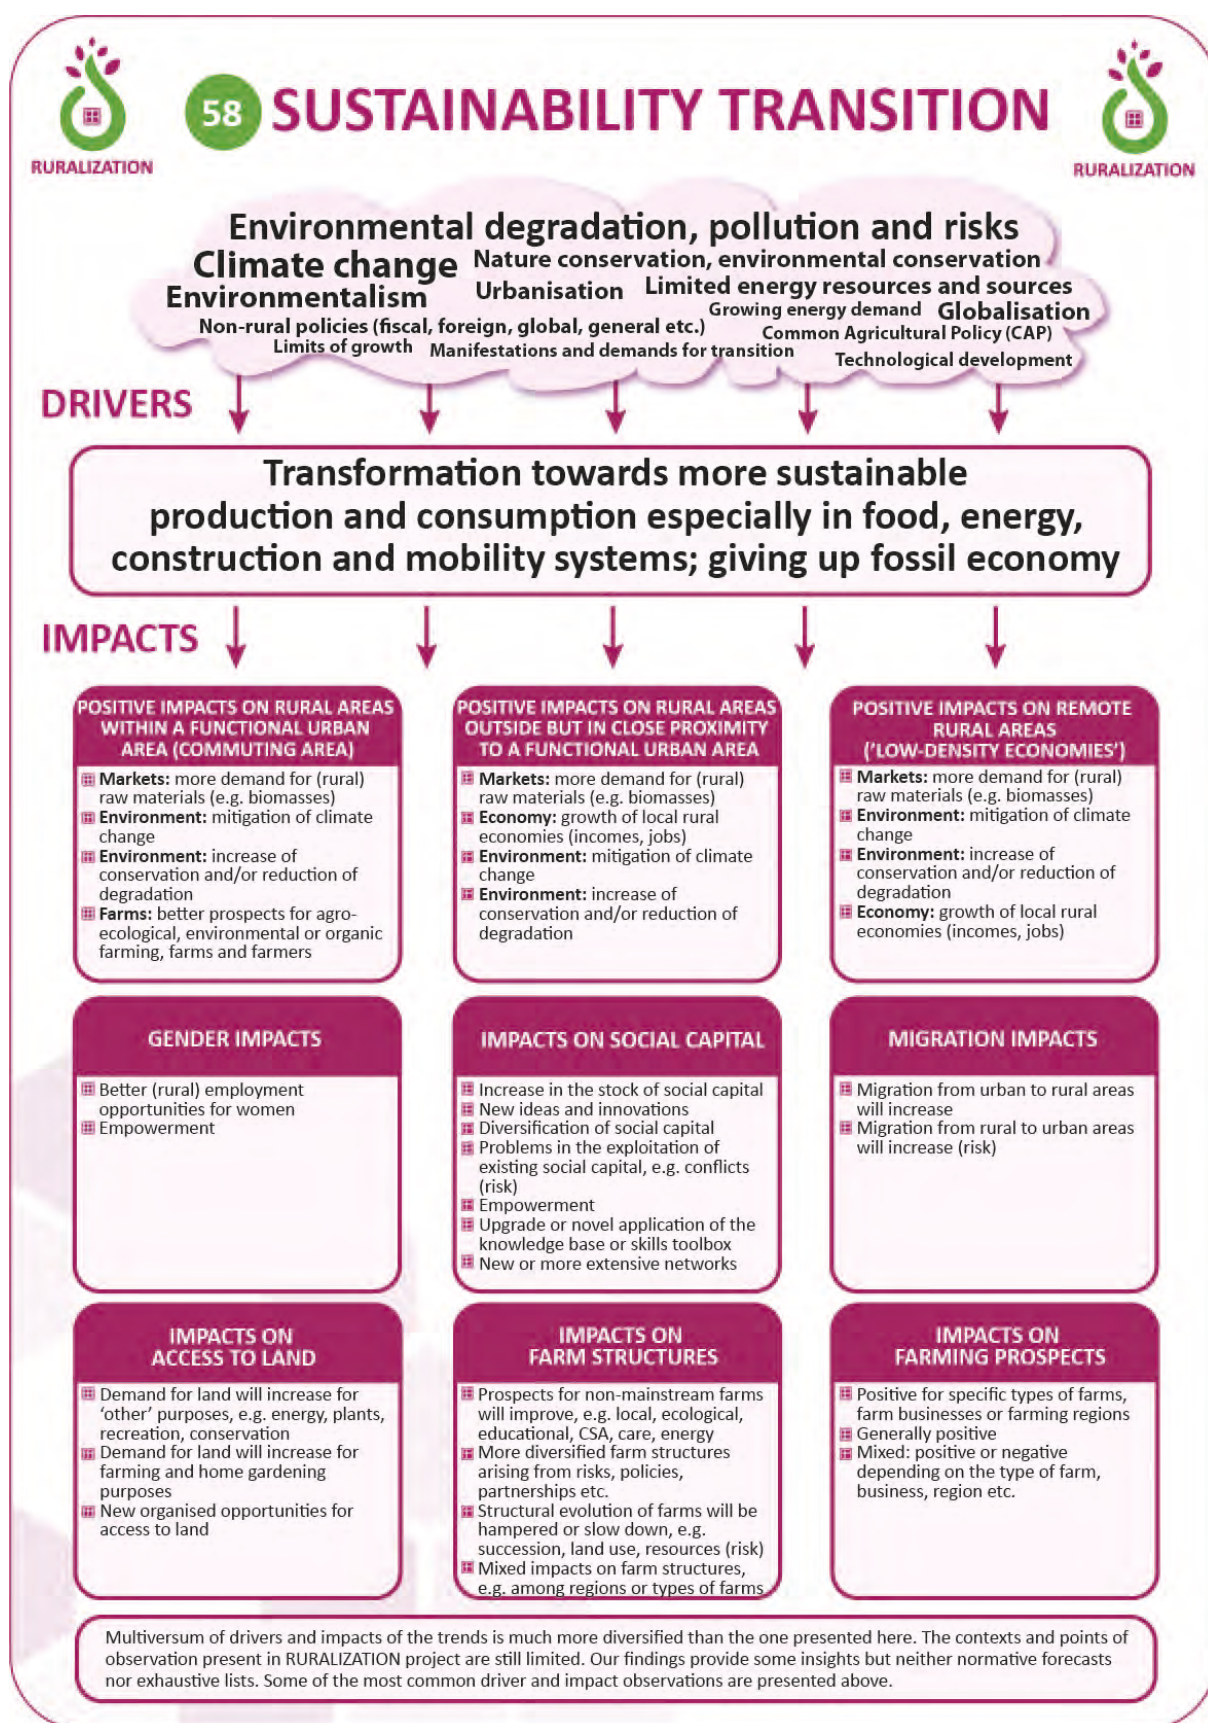 58 SUSTAINABILITY TRANSITION
RURALIZATION
RURALIZATION
Environmental degradation, pollution and risks
Climate change
Nature conservation, environmental conservation
Environmentalism
Urbanisation
Limited energy resources and sources
Growing energy demand
Globalisation
Non-rural policies (fiscal, foreign, global, general etc.)
Common Agricultural Policy (CAP)
Limits of growth
Manifestations and demands for transition
Technological development
DRIVERS
Transformation towards more sustainable
production and consumption especially in food, energy,
construction and mobility systems; giving up fossil economy
IMPACTS
POSITIVE IMPACTS ON RURAL AREAS
WITHIN A FUNCTIONAL URBAN
AREA (COMMUTING AREA)
Markets: more demand for (rural)
raw materials (e.g. biomasses)
Environment: mitigation of climate
change
Environment: increase of
conservation and/or reduction of
degradation
Farms: better prospects for agro-
ecological, environmental or organic
farming, farms and farmers
POSITIVE IMPACTS ON RURAL AREAS
OUTSIDE BUT IN CLOSE PROXIMITY
TO A FUNCTIONAL URBAN AREA
Markets: more demand for (rural)
raw materials (e.g. biomasses)
Economy: growth of local rural
economies (incomes, jobs)
Environment: mitigation of climate
change
Environment: increase of
conservation and/or reduction of
degradation
POSITIVE IMPACTS ON REMOTE
RURAL AREAS
('LOW-DENSITY ECONOMIES')
Markets: more demand for (rural)
raw materials (e.g. biomasses)
Environment: mitigation of climate
change
Environment: increase of
conservation and/or reduction of
degradation
Economy: growth of local rural
economies (incomes, jobs)
GENDER IMPACTS
Better (rural) employment
opportunities for women
Empowerment
IMPACTS ON SOCIAL CAPITAL
Increase in the stock of social capital
New ideas and innovations
Diversification of social capital
Problems in the exploitation of
existing social capital, e.g. conflicts
(risk)
Empowerment
Upgrade or novel application of the
knowledge base or skills toolbox
New or more extensive networks
MIGRATION IMPACTS
Migration from urban to rural areas
will increase
Migration from rural to urban areas
will increase (risk)
IMPACTS ON
ACCESS TO LAND
Demand for land will increase for
‘other’ purposes, e.g. energy, plants,
recreation, conservation
Demand for land will increase for
farming and home gardening
purposes
New organised opportunities for
access to land
IMPACTS ON
FARM STRUCTURES
Prospects for non-mainstream farms
will improve, e.g. local, ecological,
educational, CSA, care, energy
More diversified farm structures
arising from risks, policies,
partnerships etc.
Structural evolution of farms will be
hampered or slow down, e.g.
succession, land use, resources (risk)
Mixed impacts on farm structures,
e.g. among regions or types of farms
IMPACTS ON
FARMING PROSPECTS
Positive for specific types of farms,
farm businesses or farming regions
Generally positive
Mixed: positive or negative
depending on the type of farm,
business, region etc.
Multiversum of drivers and impacts of the trends is much more diversified than the one presented here. The contexts and points of
observation present in RURALIZATION project are still limited. Our findings provide some insights but neither normative forecasts
nor exhaustive lists. Some of the most common driver and impact observations are presented above.